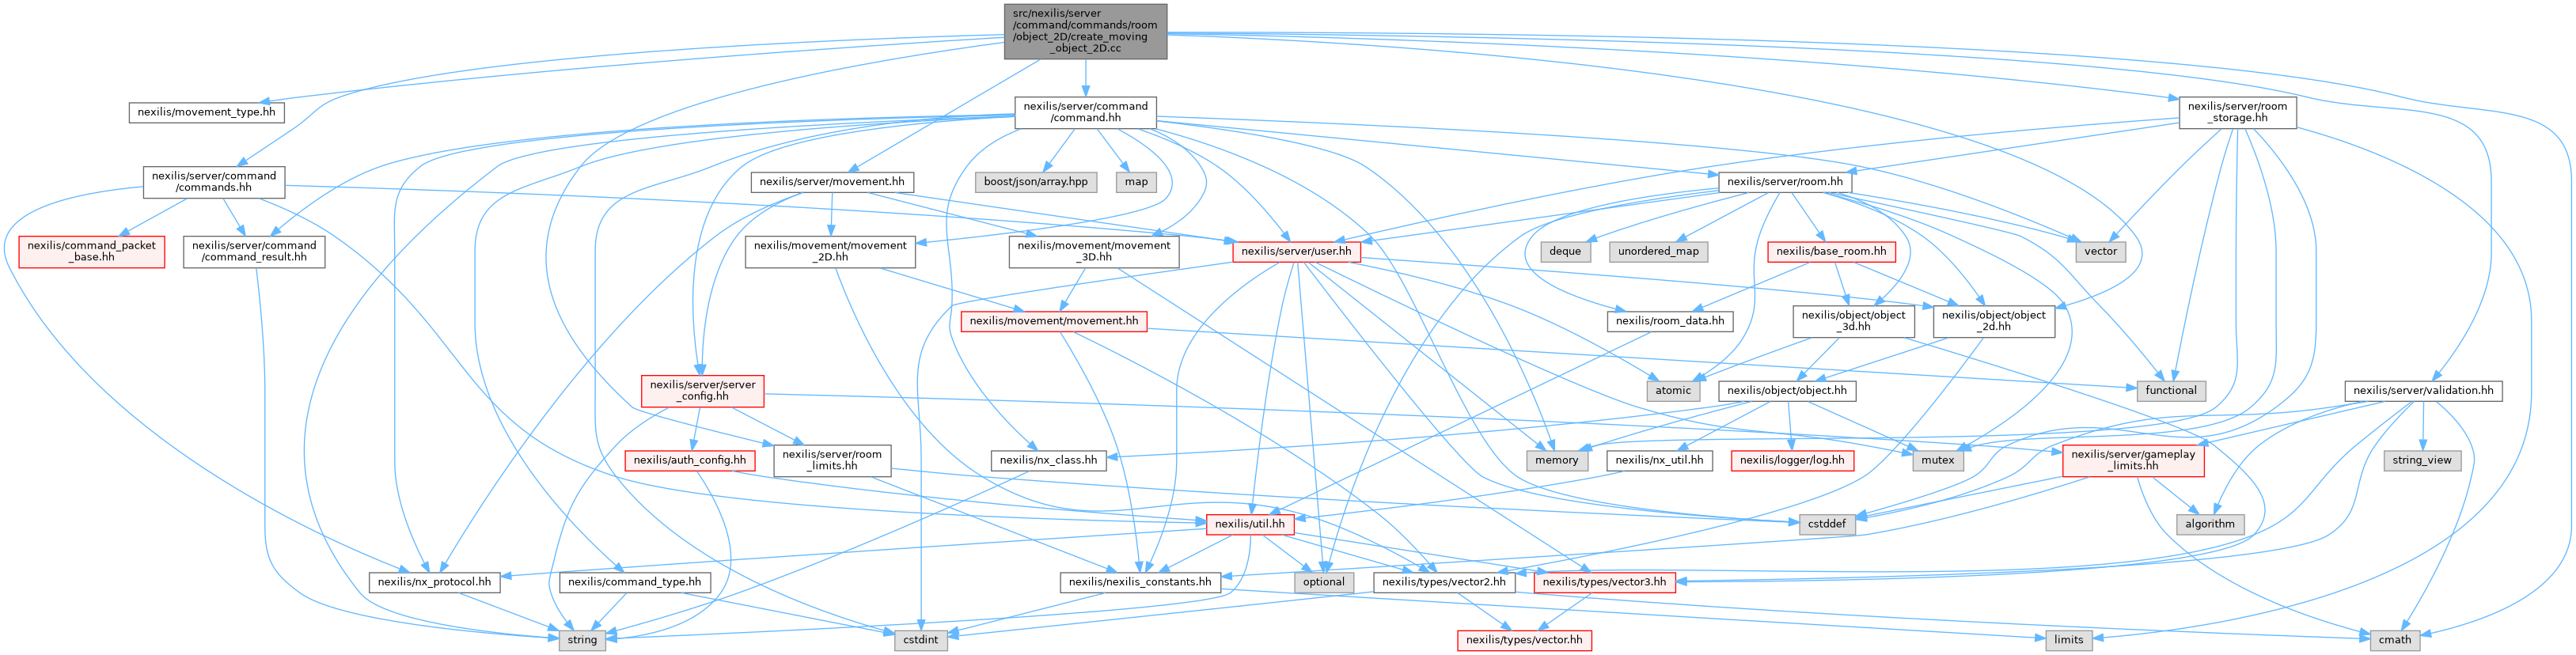 src/nexilis/server
/command/commands/room
/object_2D/create_moving
_object_2D.cc
nexilis/movement_type.hh
nexilis/server/command
/command.hh
nexilis/server/room
_storage.hh
nexilis/server/command
/commands.hh
nexilis/server/movement.hh
boost/json/array.hpp
map
nexilis/server/room.hh
nexilis/command_packet
_base.hh
nexilis/server/command
/command_result.hh
nexilis/movement/movement
_2D.hh
nexilis/movement/movement
_3D.hh
nexilis/server/user.hh
deque
unordered_map
nexilis/base_room.hh
vector
nexilis/movement/movement.hh
nexilis/room_data.hh
nexilis/object/object
_3d.hh
nexilis/object/object
_2d.hh
nexilis/server/server
_config.hh
atomic
nexilis/object/object.hh
functional
nexilis/server/validation.hh
nexilis/auth_config.hh
nexilis/server/room
_limits.hh
nexilis/nx_class.hh
memory
nexilis/nx_util.hh
nexilis/logger/log.hh
mutex
nexilis/server/gameplay
_limits.hh
string_view
nexilis/util.hh
cstddef
algorithm
nexilis/nx_protocol.hh
nexilis/command_type.hh
nexilis/nexilis_constants.hh
optional
nexilis/types/vector2.hh
nexilis/types/vector3.hh
string
cstdint
nexilis/types/vector.hh
limits
cmath